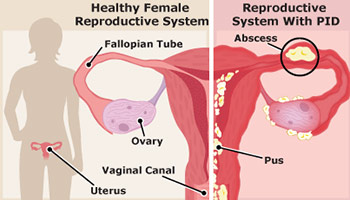 Healthy Female
Reproductive System
Reproductive
System With PID
Fallopian Tube
Abscess
Ovary
Vaginal Canal
Pus
Uterus